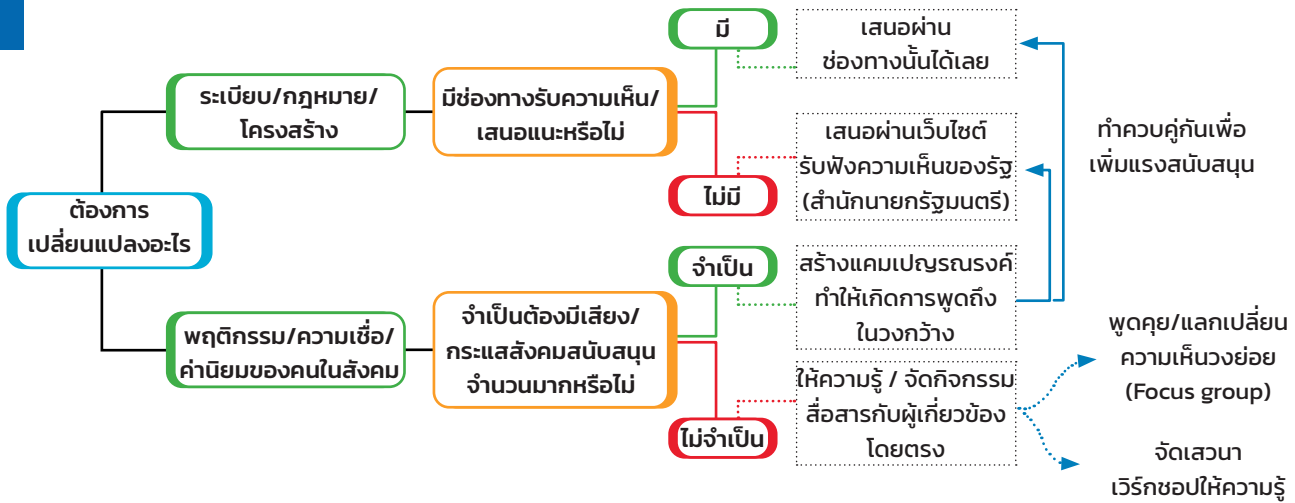 ต้องการ
เปลี่ยนแปลงอะไร
ระเบียบ/กฎหมาย/
โครงสร้าง
มีช่องทางรับความเห็น/
เสนอแนะหรือไม่
มี
เสนอผ่าน
ช่องทางนั้นได้เลย
ไม่มี
เสนอผ่านเว็บไซต์
รับฟังความเห็นของรัฐ
(สำนักนายกรัฐมนตรี)
ทำควบคู่กันเพื่อ
เพิ่มแรงสนับสนุน
พฤติกรรม/ความเชื่อ/
ค่านิยมของคนในสังคม
จำเป็นต้องมีเสียง/
กระแสสังคมสนับสนุน
จำนวนมากหรือไม่
จำเป็น
สร้างแคมเปญรณรงค์
ทำให้เกิดการพูดถึง
ในวงกว้าง
ไม่จำเป็น
ให้ความรู้ / จัดกิจกรรม
สื่อสารกับผู้เกี่ยวข้อง
โดยตรง
พูดคุย/แลกเปลี่ยน
ความเห็นวงย่อย
(Focus group)
จัดเสวนา
เวิร์กชอปให้ความรู้